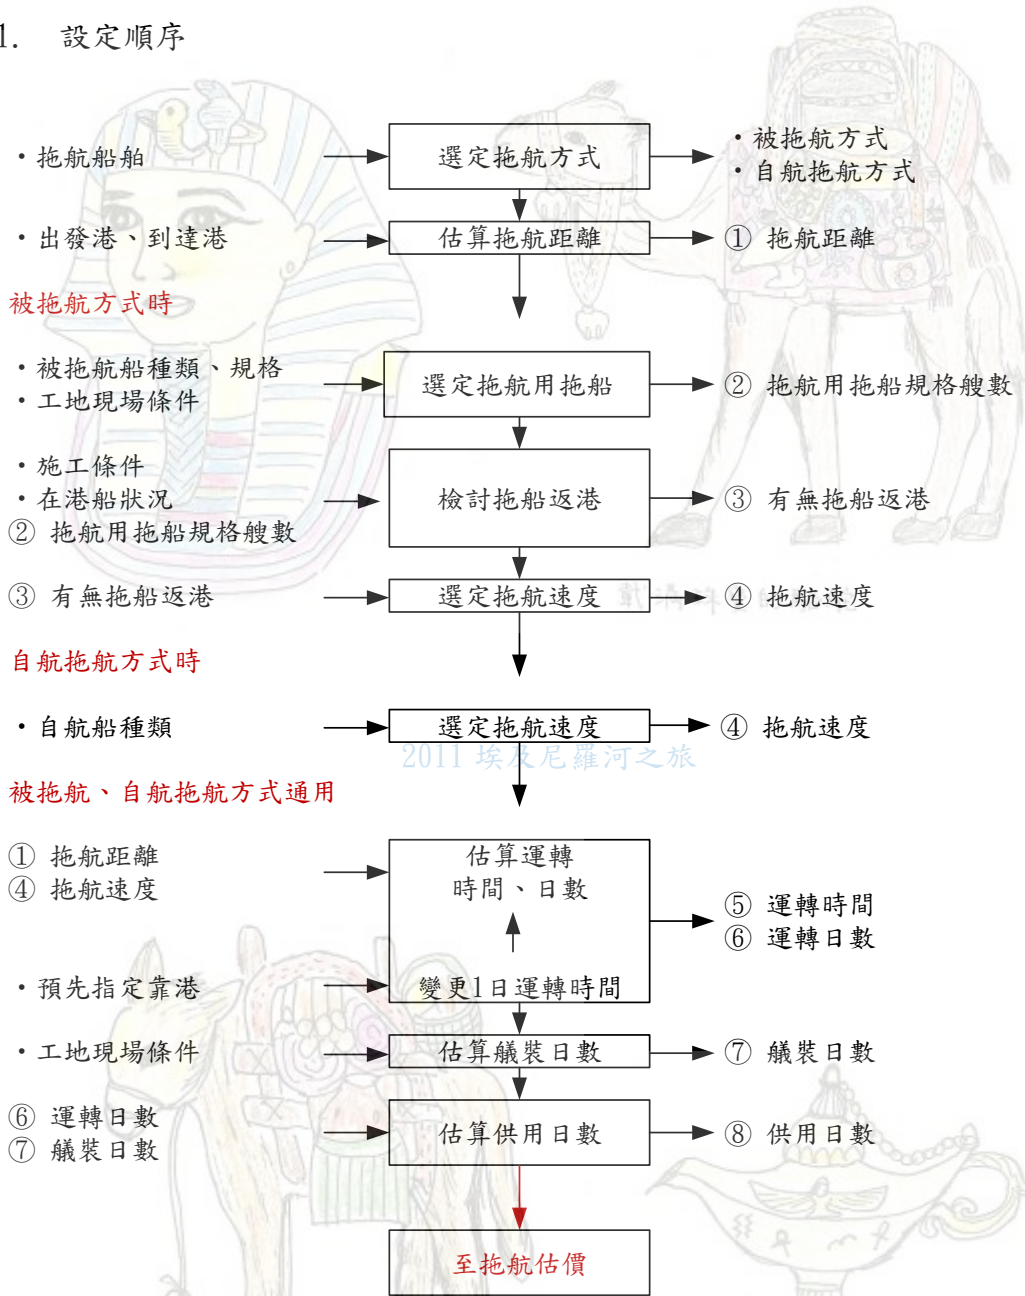 1. 設定順序
・拖航船舶
選定拖航方式
・被拖航方式
・自航拖航方式
・出發港、到達港
估算拖航距離
① 拖航距離
被拖航方式時
・被拖航船種類、規格
・工地現場條件
選定拖航用拖船
② 拖航用拖船規格艘數
・施工條件
・在港船狀況
② 拖航用拖船規格艘數
檢討拖船返港
③ 有無拖船返港
③ 有無拖船返港
選定拖航速度
④ 拖航速度
自航拖航方式時
・自航船種類
選定拖航速度
④ 拖航速度
2011 埃及尼羅河之旅
被拖航、自航拖航方式通用
① 拖航距離
④ 拖航速度
估算運轉
時間、日數
⑤ 運轉時間
⑥ 運轉日數
・預先指定靠港
變更1日運轉時間
・工地現場條件
估算艤裝日數
⑦ 艤裝日數
⑥ 運轉日數
⑦ 艤裝日數
估算供用日數
⑧ 供用日數
至拖航估價